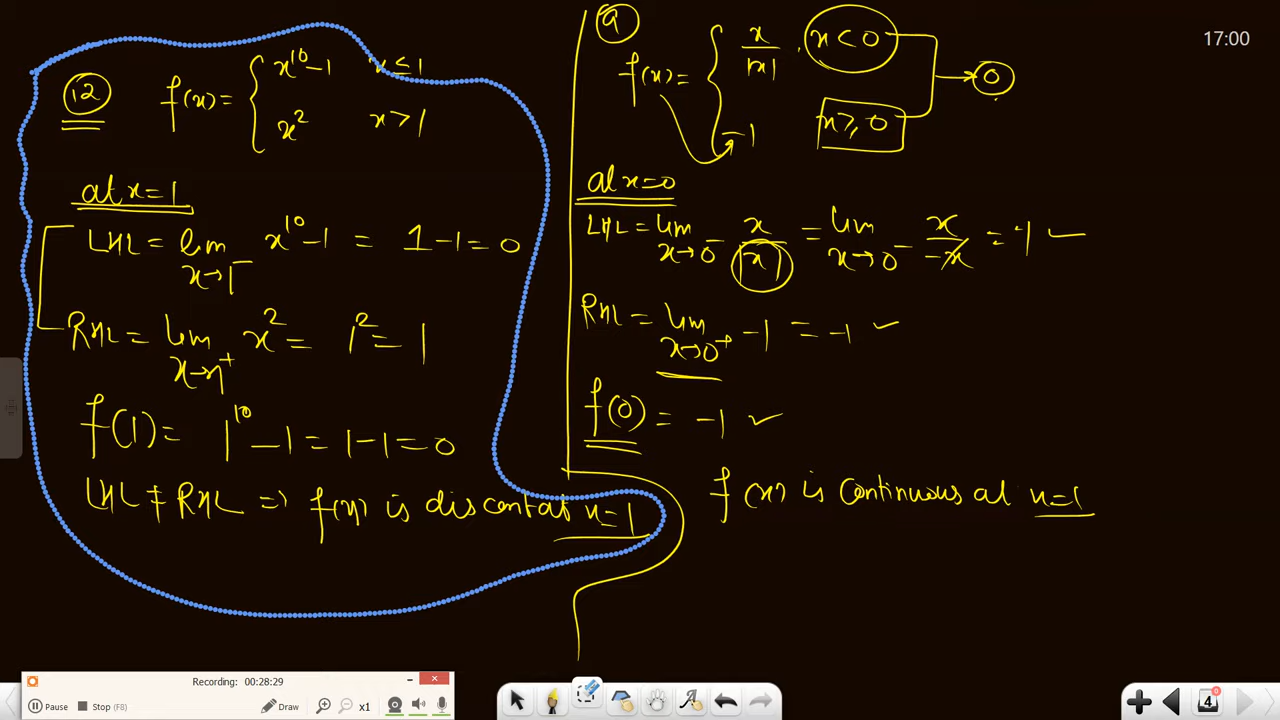 17:00
12 f(x) = { x^10 - 1 x ≤ 1
x^2 x > 1
at x = 1
LHL = lim x→1^- x^10 - 1 = 1 - 1 = 0
RHL = lim x→1^+ x^2 = 1^2 = 1
f(1) = 1^10 - 1 = 1 - 1 = 0
LHL ≠ RHL ⇒ f(x) is discont at x = 1
9 f(x) = { x/|x| , x < 0
-1 x ≥ 0 → 0
at x = 0
LHL = lim x→0^- x/|x| = lim x→0^- x/-x = -1 ✓
RHL = lim x→0^+ -1 = -1 ✓
f(0) = -1 ✓
f(x) is continuous at x = 1
Recording: 00:28:29
Pause Stop (F8) Draw x1
4